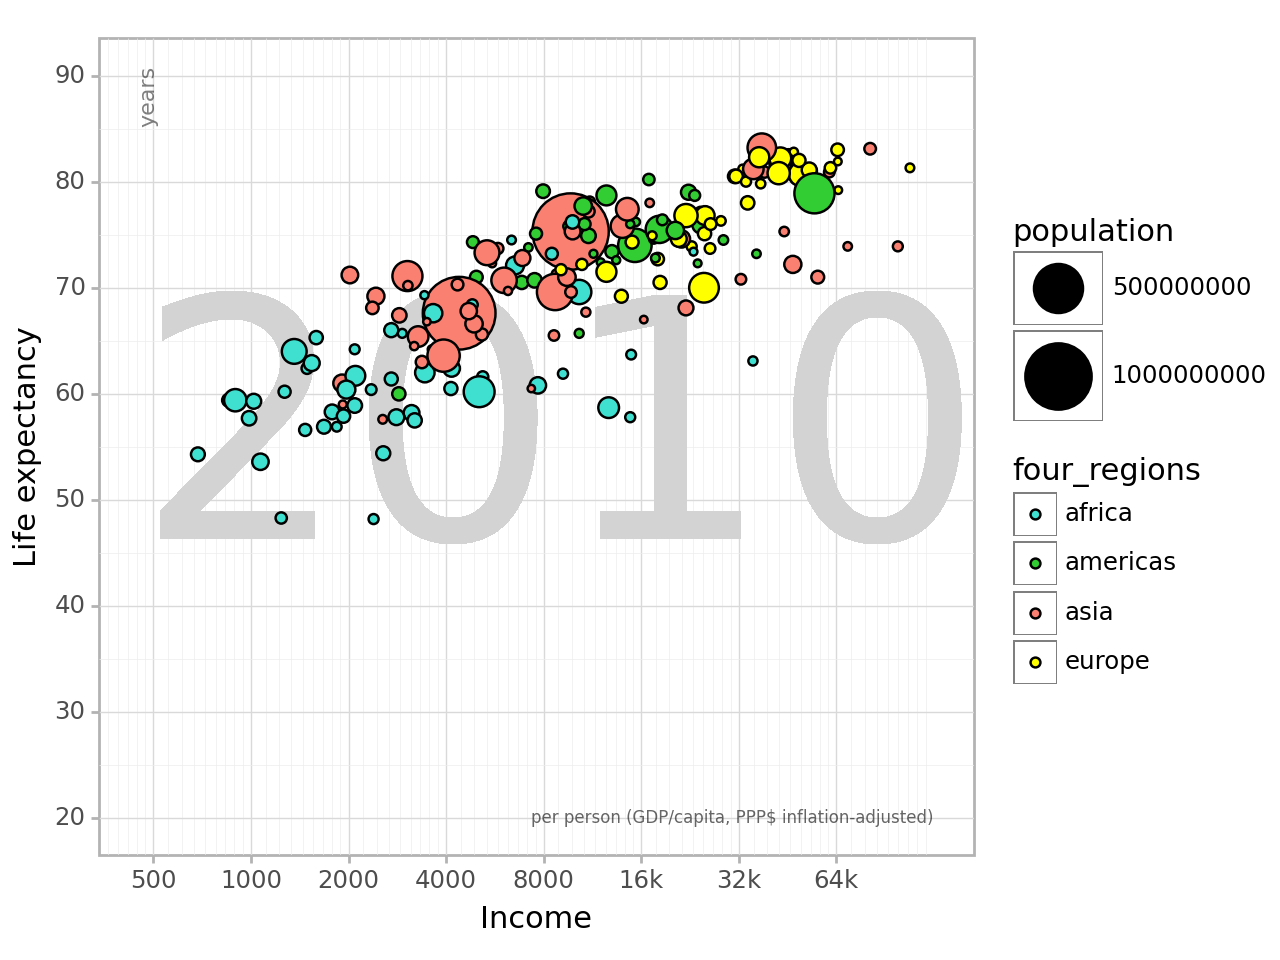 90
80
70
60
50
40
30
20
years
2010
per person (GDP/capita, PPP$ inflation-adjusted)
500 1000 2000 4000 8000 16k 32k 64k
Income
Life expectancy
population
500000000
1000000000
four_regions
africa
americas
asia
europe